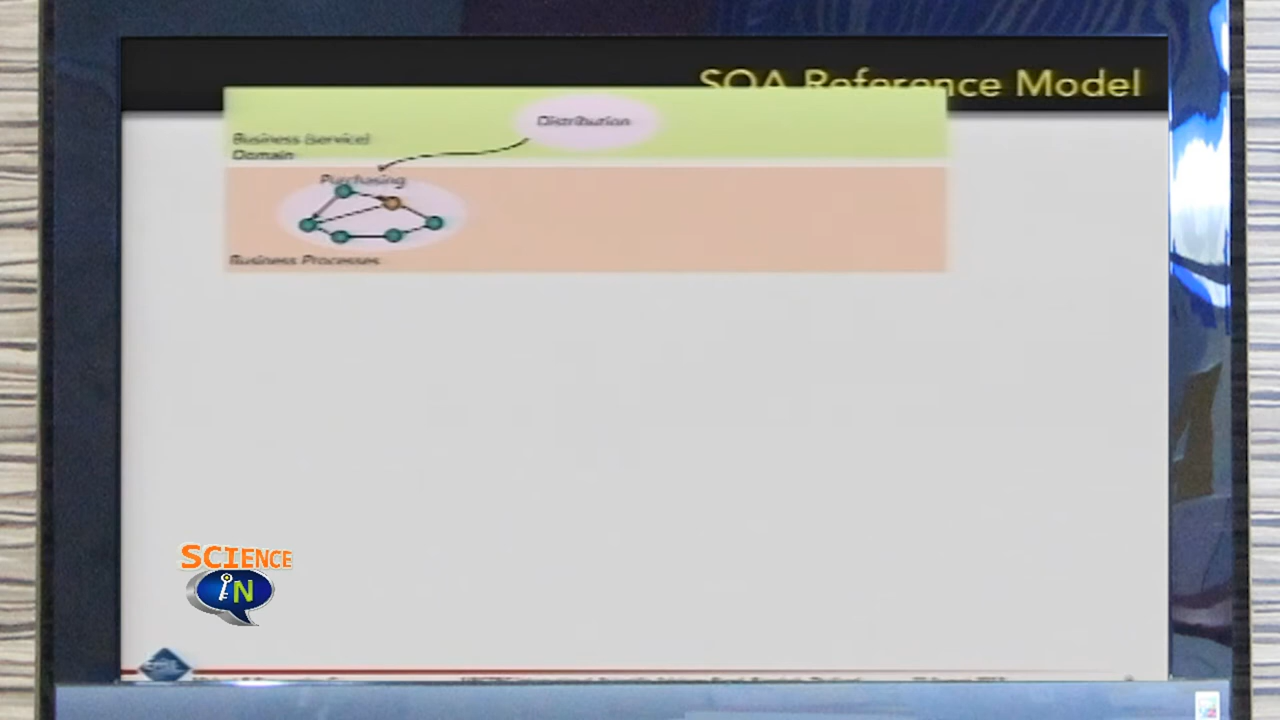 SOA Reference Model
Distribution
Business (service)
Domain
Purchasing
Business Processes
SCIENCE
iN